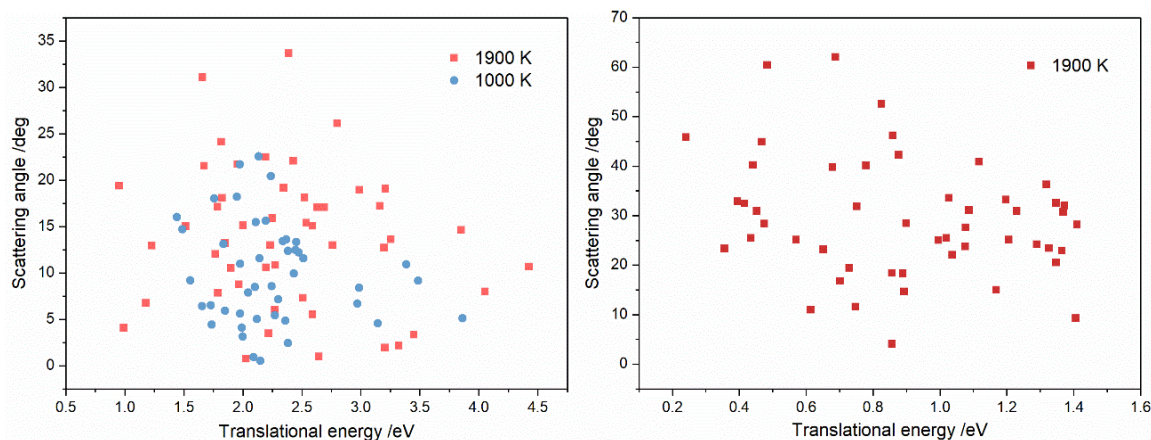 35
30
25
20
15
10
5
0
Scattering angle /deg
1900 K
1000 K
0.5 1.0 1.5 2.0 2.5 3.0 3.5 4.0 4.5
Translational energy /eV
70
60
50
40
30
20
10
0
Scattering angle /deg
1900 K
0.2 0.4 0.6 0.8 1.0 1.2 1.4 1.6
Translational energy /eV